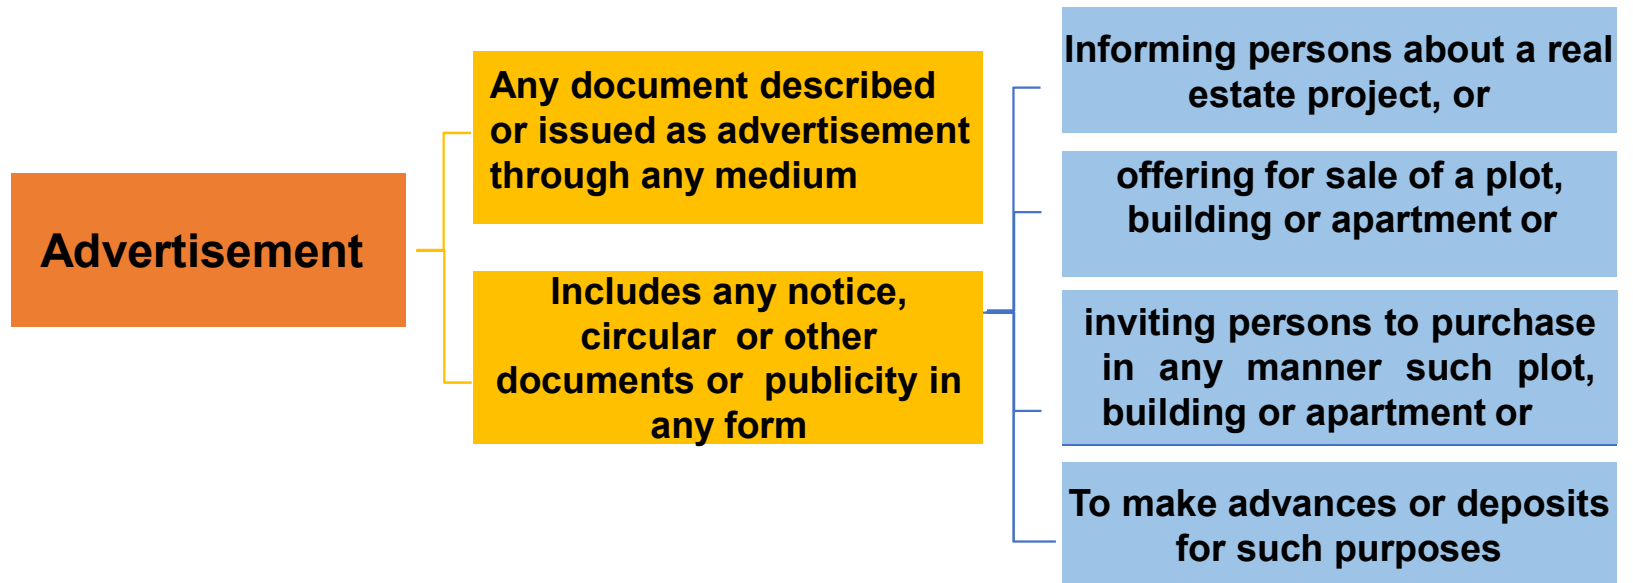 Advertisement
Any document described
or issued as advertisement
through any medium
Includes any notice,
circular or other
documents or publicity in
any form
Informing persons about a real
estate project, or
offering for sale of a plot,
building or apartment or
inviting persons to purchase
in any manner such plot,
building or apartment or
To make advances or deposits
for such purposes